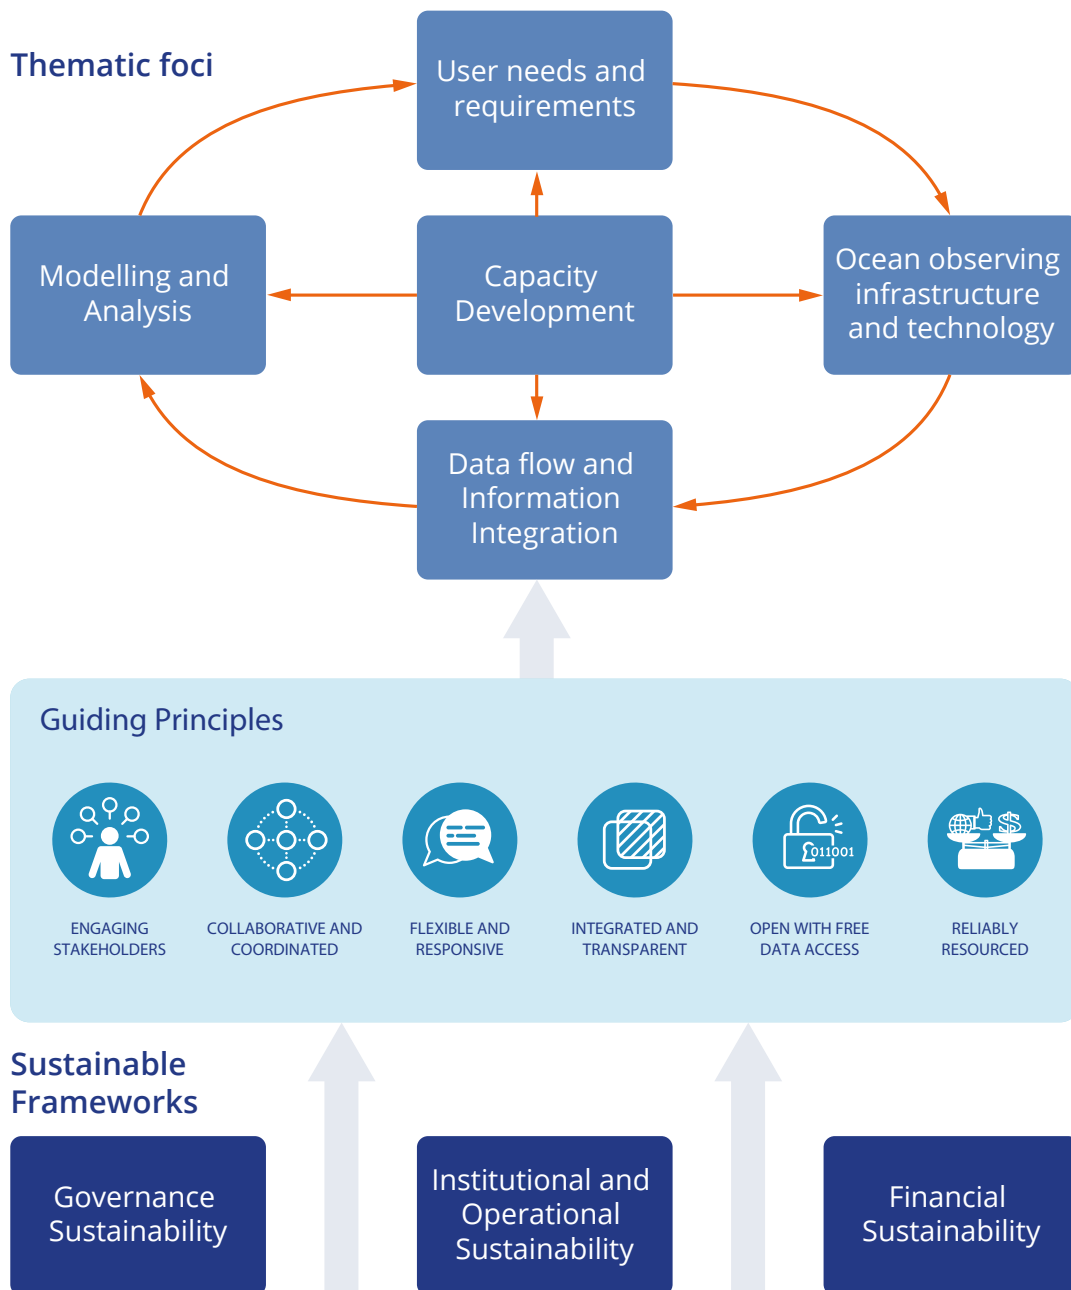 Thematic foci
User needs and
requirements
Modelling and
Analysis
Capacity
Development
Ocean observing
infrastructure
and technology
Data flow and
Information
Integration
Guiding Principles
011001
$
ENGAGING
STAKEHOLDERS
COLLABORATIVE AND
COORDINATED
FLEXIBLE AND
RESPONSIVE
INTEGRATED AND
TRANSPARENT
OPEN WITH FREE
DATA ACCESS
RELIABLY
RESOURCED
Sustainable
Frameworks
Governance
Sustainability
Institutional and
Operational
Sustainability
Financial
Sustainability